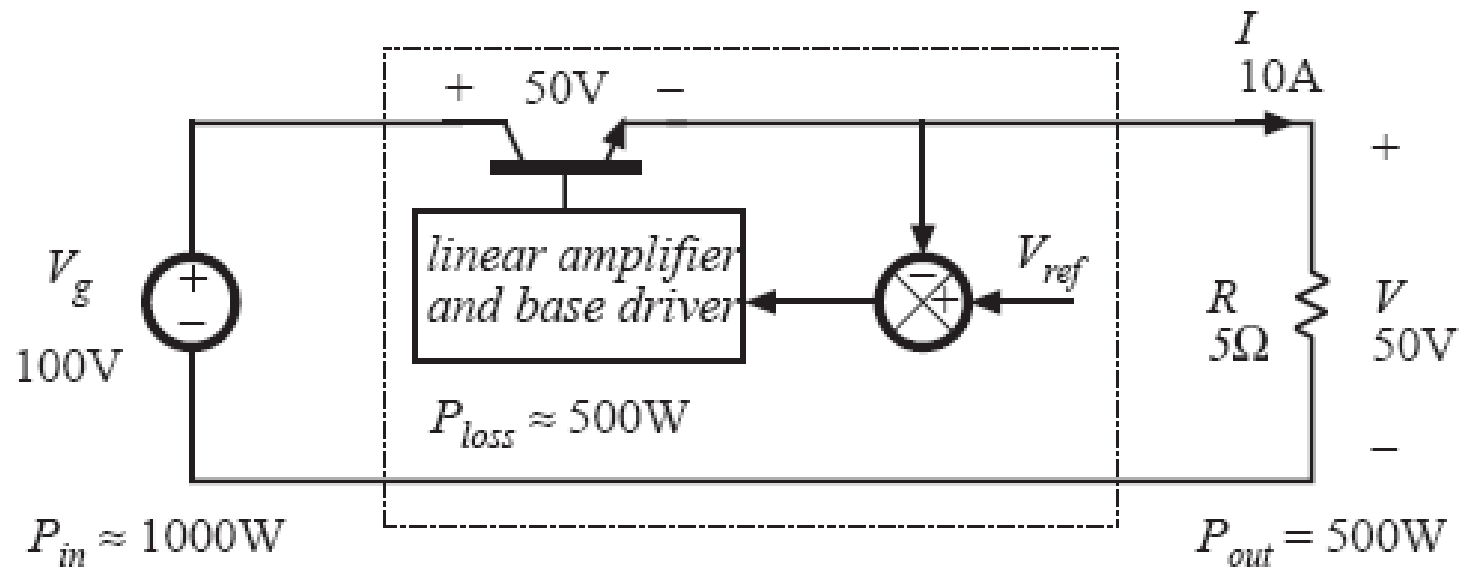 I
10A
+ 50V −
+
V_g
+
−
100V
linear amplifier
and base driver
−
+
V_ref
R
5Ω
V
50V
P_loss ≈ 500W
−
P_in ≈ 1000W
P_out = 500W